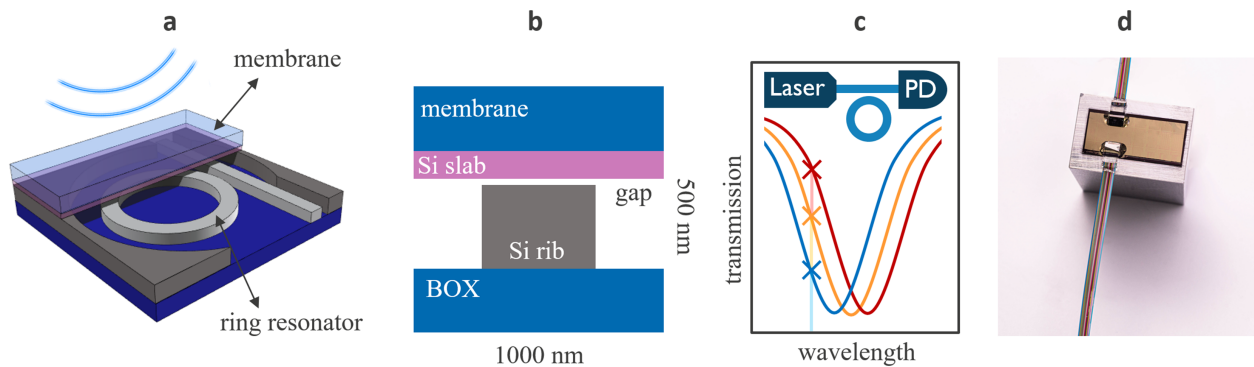 a
membrane
ring resonator
b
membrane
Si slab
gap
Si rib
BOX
500 nm
1000 nm
c
Laser
PD
transmission
wavelength
d